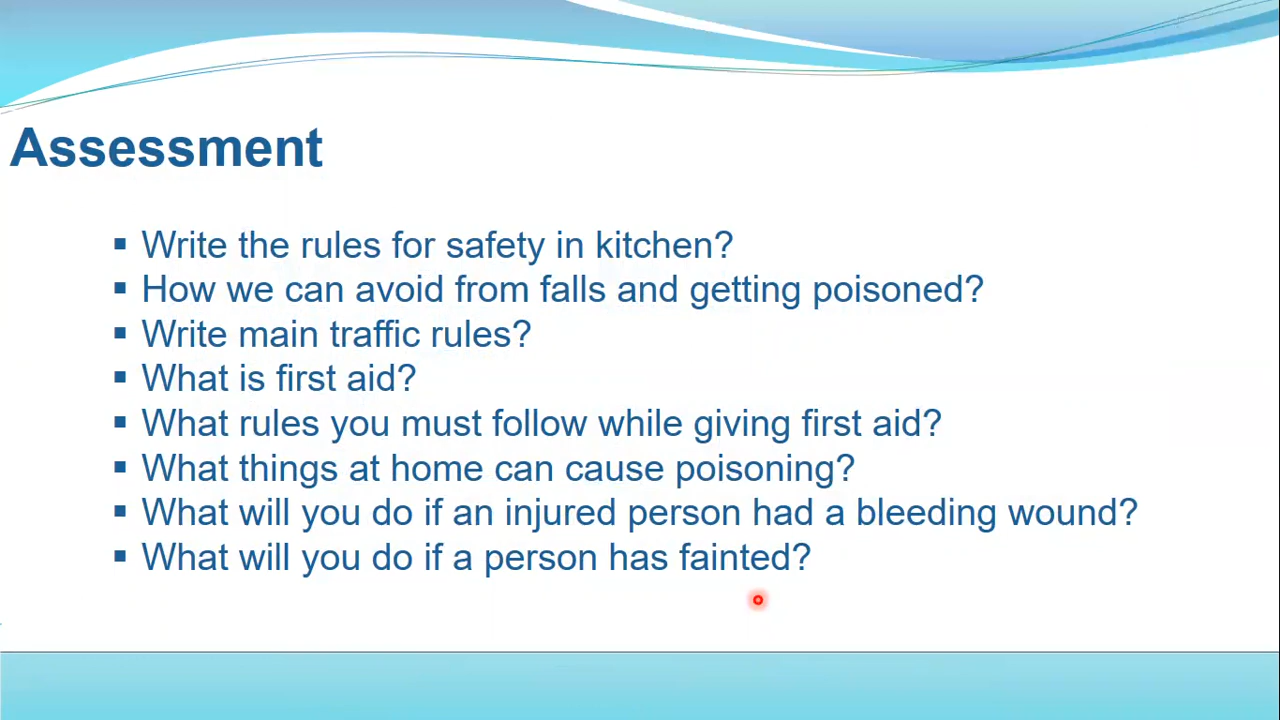 Assessment
▪ Write the rules for safety in kitchen?
▪ How we can avoid from falls and getting poisoned?
▪ Write main traffic rules?
▪ What is first aid?
▪ What rules you must follow while giving first aid?
▪ What things at home can cause poisoning?
▪ What will you do if an injured person had a bleeding wound?
▪ What will you do if a person has fainted?